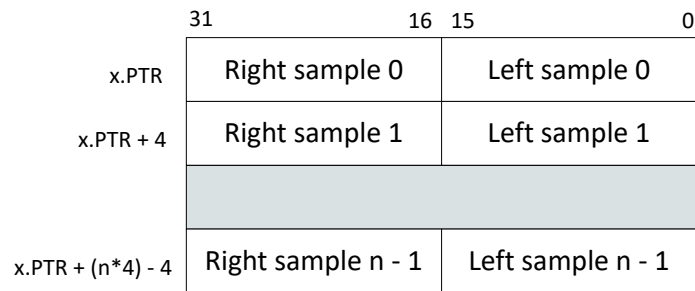 31 16 15 0
x.PTR Right sample 0 Left sample 0
x.PTR + 4 Right sample 1 Left sample 1
x.PTR + (n*4) - 4 Right sample n - 1 Left sample n - 1